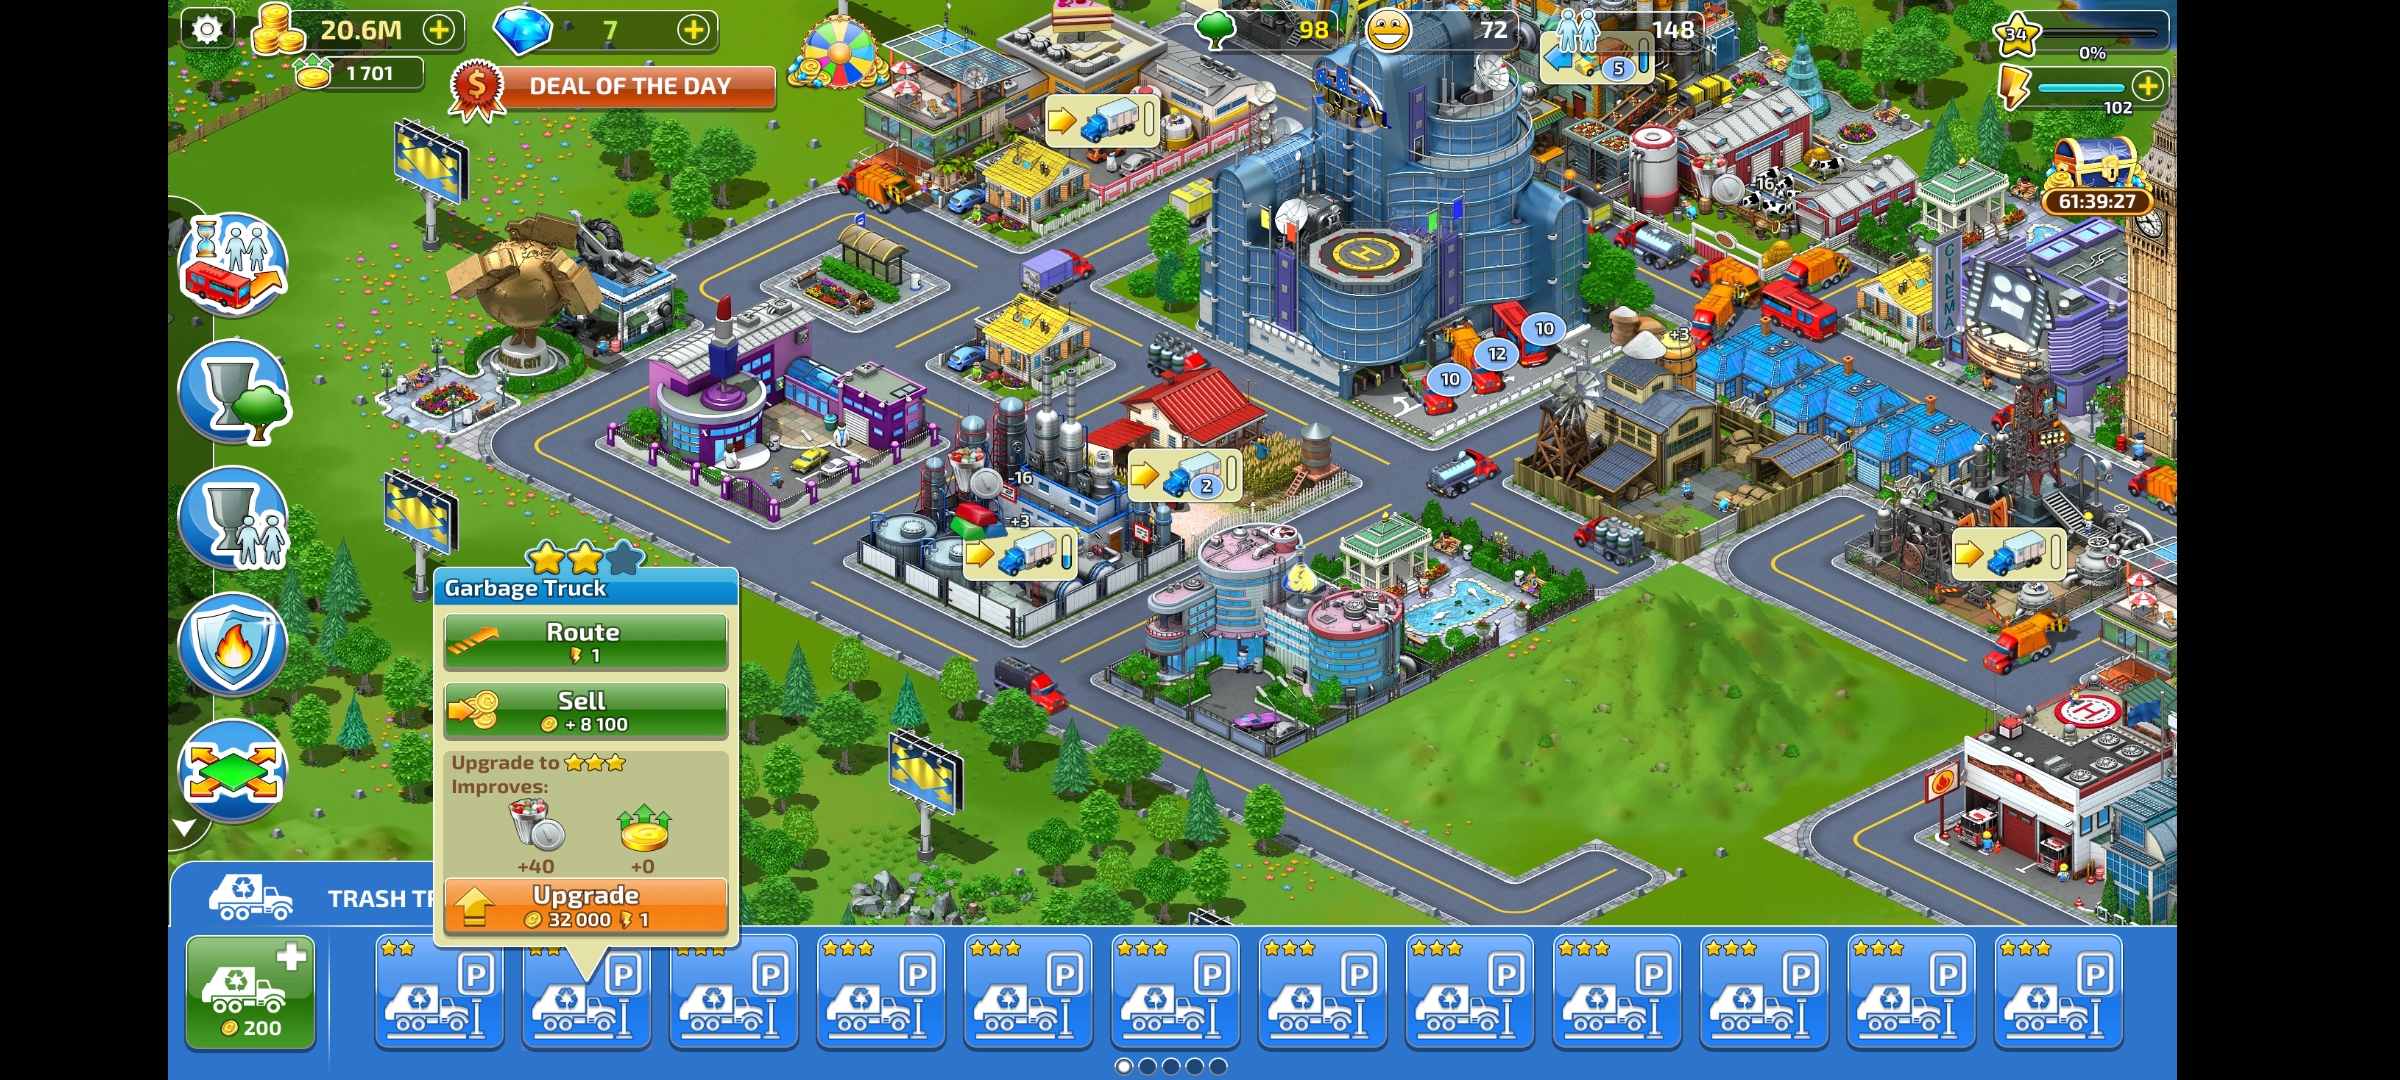 20.6M
7
98
72
148
34
0%
1 701
DEAL OF THE DAY
5
102
16
61:39:27
CINEMA
10
12
10
+3
-16
2
+3
Garbage Truck
Route
1
Sell
+ 8 100
Upgrade to
Improves:
+40
+0
Upgrade
32 000 1
TRASH TR
200
P
P
P
P
P
P
P
P
P
P
P
P
H
H